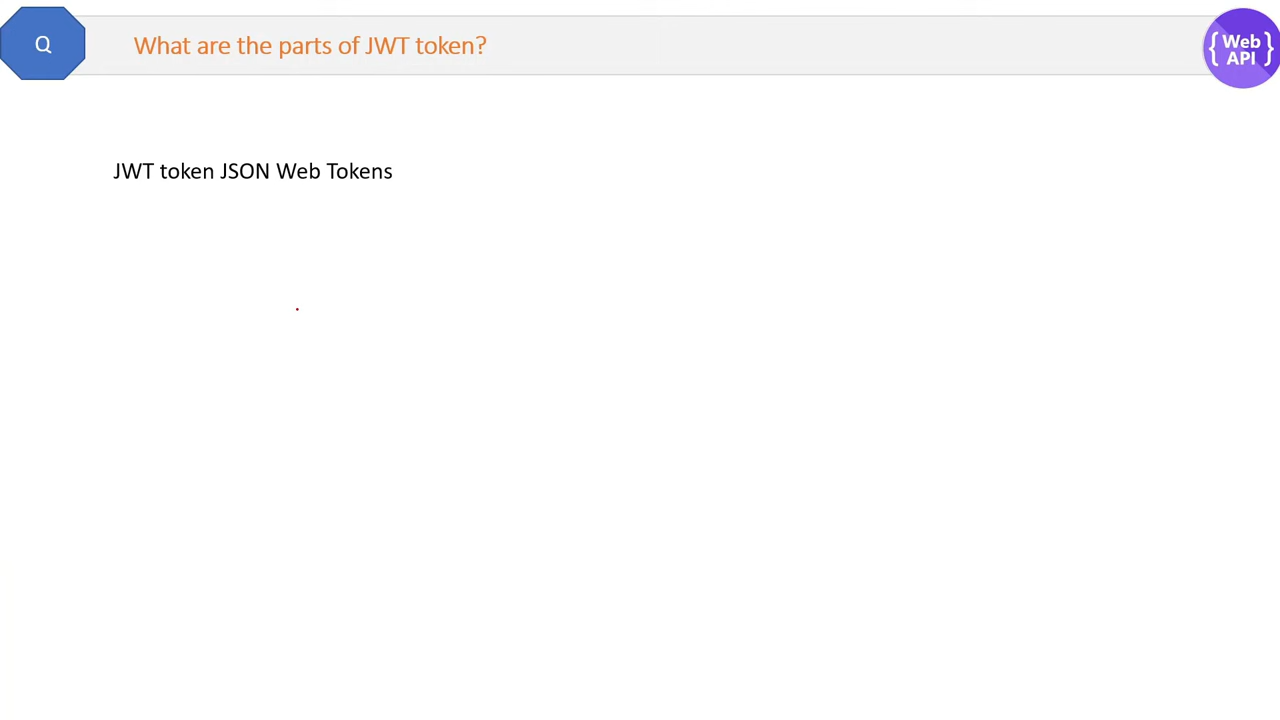 Q
What are the parts of JWT token?
{Web
API}
JWT token JSON Web Tokens